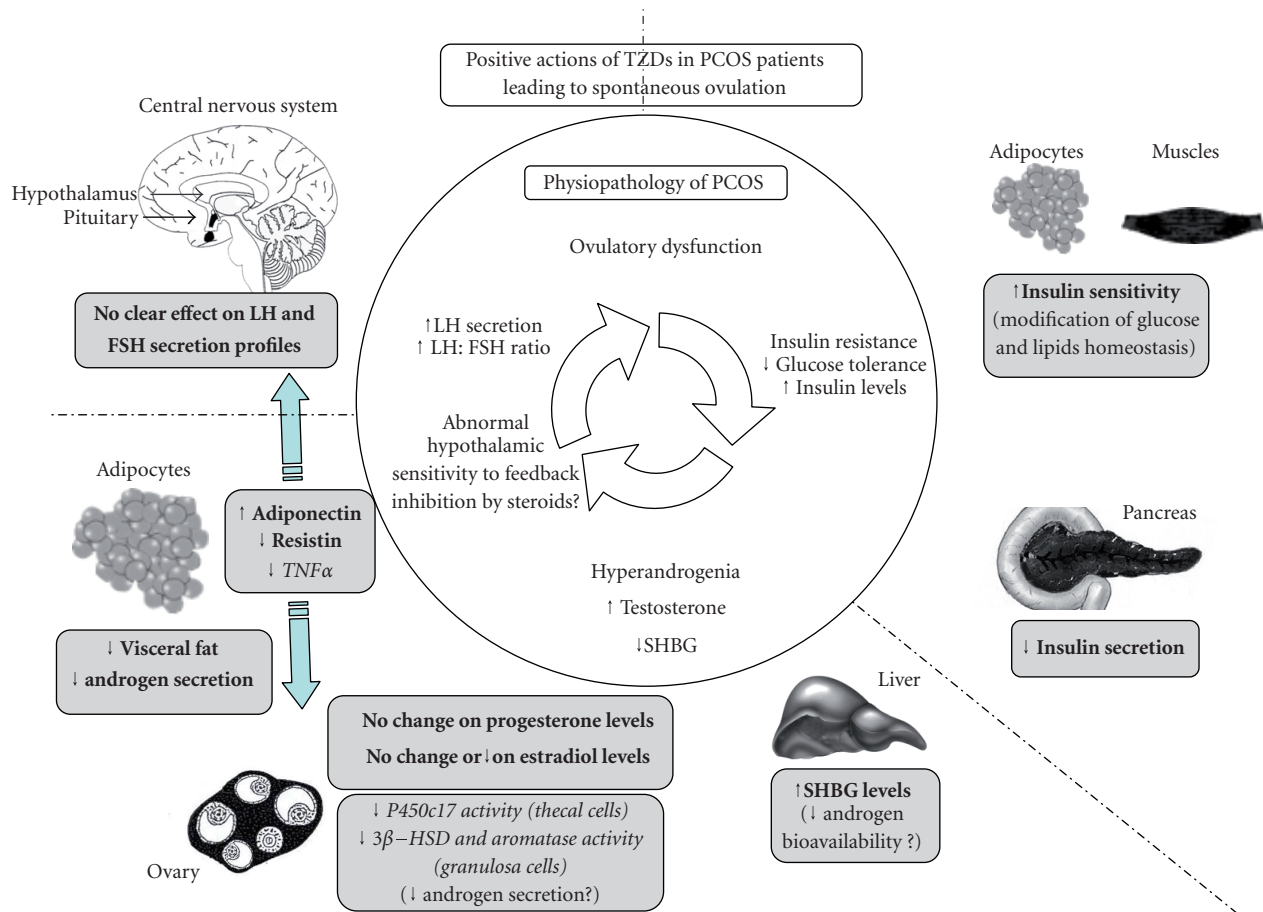 Positive actions of TZDs in PCOS patients
leading to spontaneous ovulation
Central nervous system
Hypothalamus
Pituitary
No clear effect on LH and
FSH secretion profiles
Physiopathology of PCOS
Ovulatory dysfunction
↑LH secretion
↑ LH: FSH ratio
Insulin resistance
↓ Glucose tolerance
↑ Insulin levels
Abnormal
hypothalamic
sensitivity to feedback
inhibition by steroids?
Hyperandrogenia
↑ Testosterone
↓SHBG
Adipocytes
Muscles
↑Insulin sensitivity
(modification of glucose
and lipids homeostasis)
Adipocytes
↑ Adiponectin
↓ Resistin
↓ TNFα
↓ Visceral fat
↓ androgen secretion
Pancreas
↓ Insulin secretion
No change on progesterone levels
No change or↓on estradiol levels
Ovary
↓ P450c17 activity (thecal cells)
↓ 3β−HSD and aromatase activity
(granulosa cells)
(↓ androgen secretion?)
Liver
↑SHBG levels
(↓ androgen
bioavailability ?)